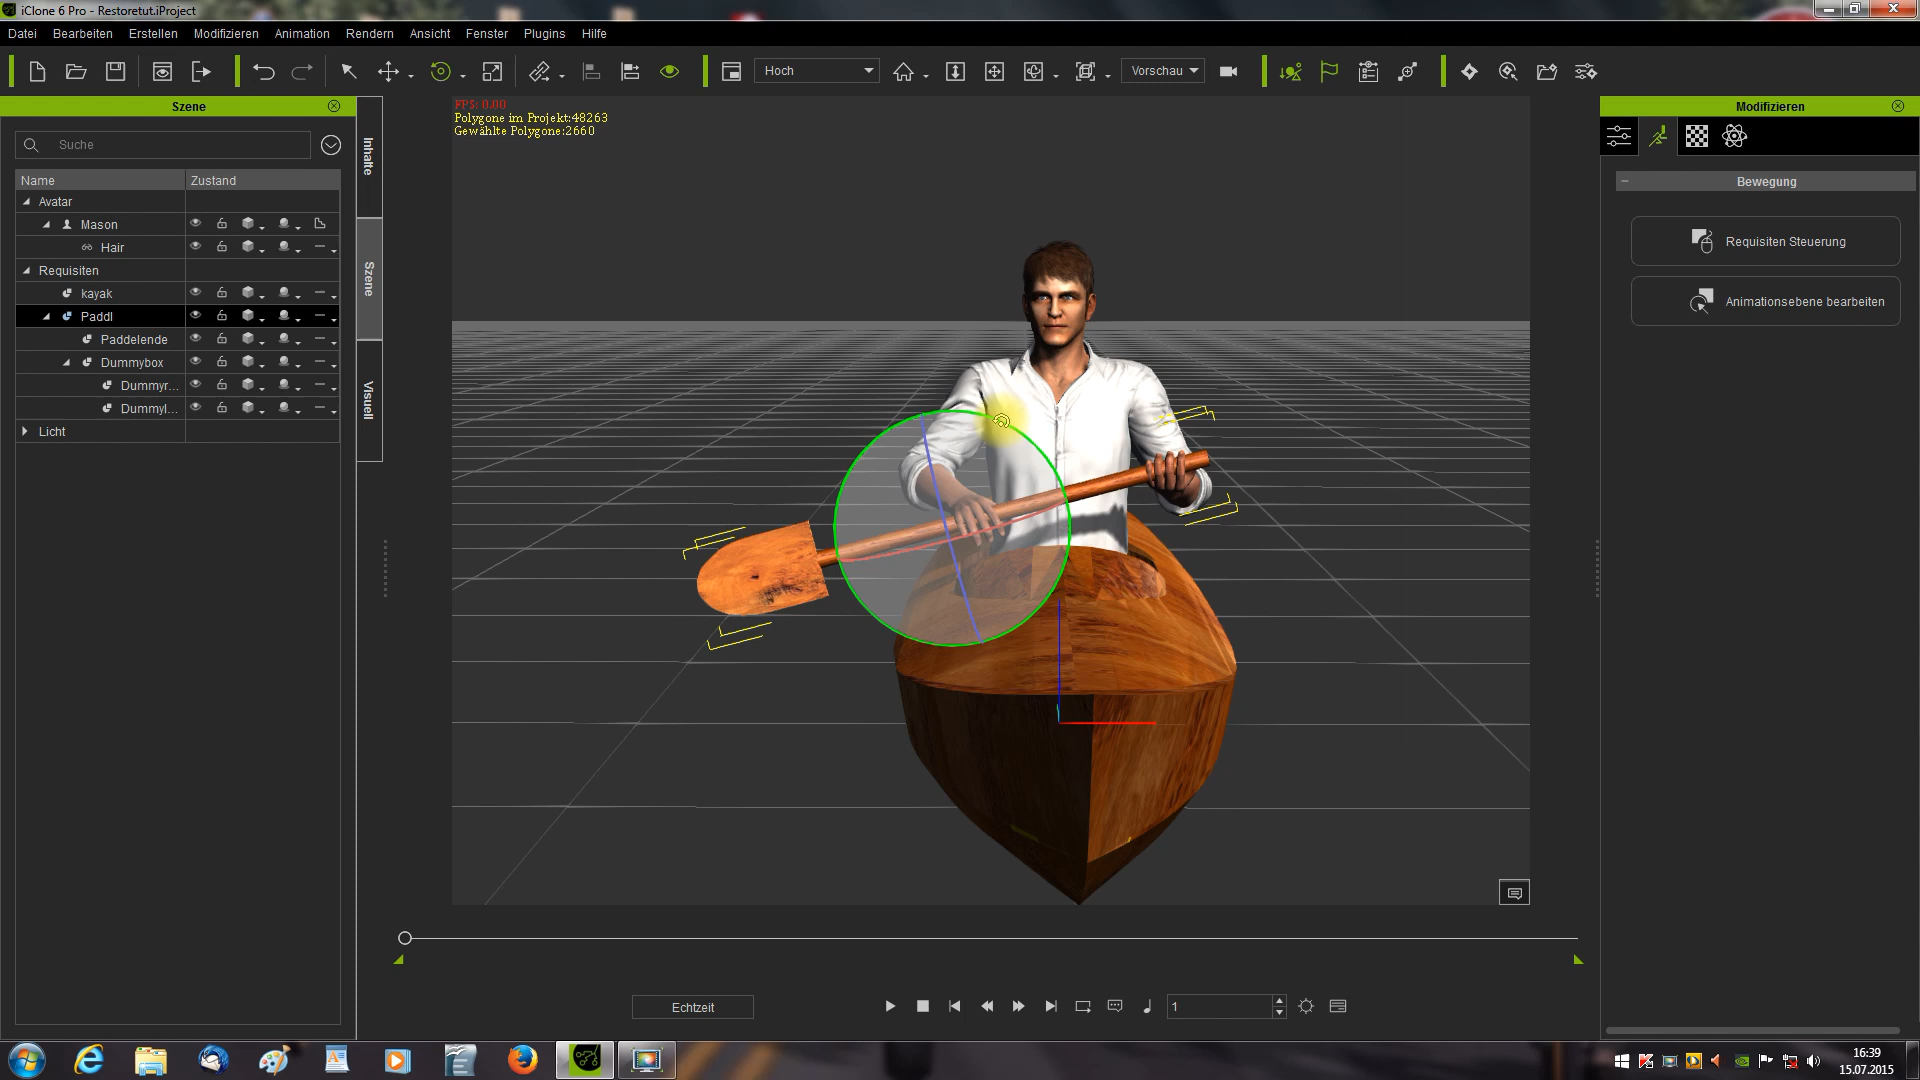 iClone 6 Pro - Restoretut.iProject
Datei Bearbeiten Erstellen Modifizieren Animation Rendern Ansicht Fenster Plugins Hilfe
Hoch Vorschau
Szene
Suche
Name Zustand
Avatar
Mason
Hair
Requisiten
kayak
Paddl
Paddelende
Dummybox
Dummyr...
Dummyl...
Licht
Inhalte
Szene
Visuell
FPS: 0.00
Polygone im Projekt:48263
Gewählte Polygone:2660
Modifizieren
Bewegung
Requisiten Steuerung
Animationsebene bearbeiten
Echtzeit
1
16:39
15.07.2015